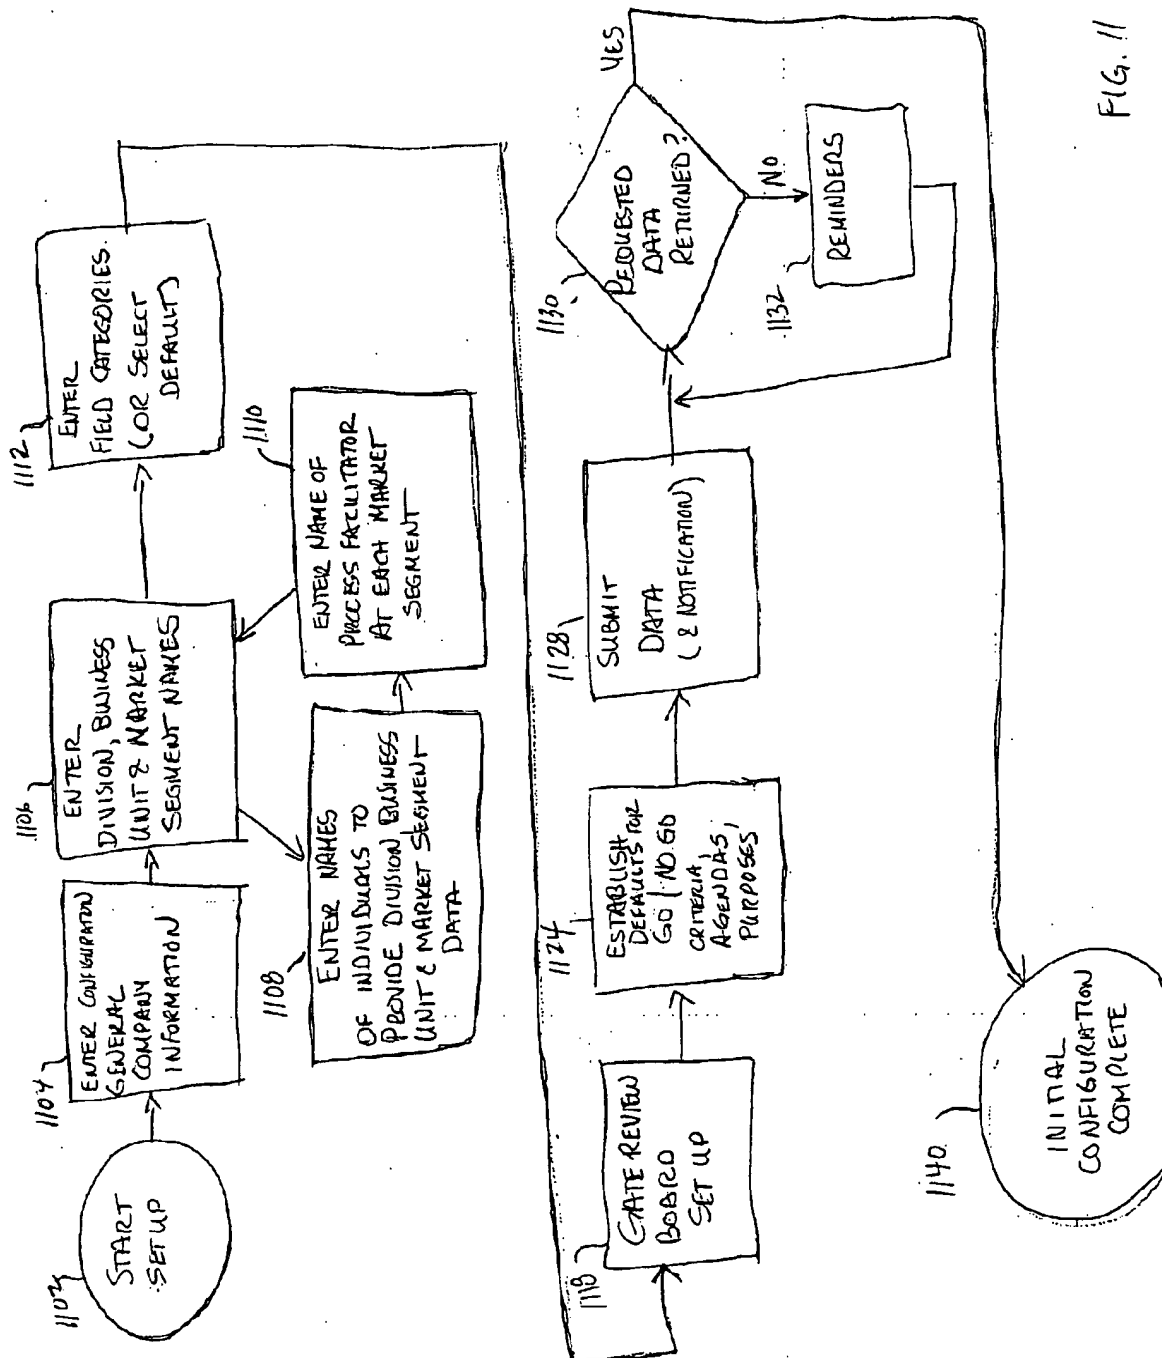 1102
START
SET UP
1104
ENTER CONFIGURATION
GENERAL
COMPANY
INFORMATION
1106
ENTER
DIVISION, BUSINESS
UNIT & MARKET
SEGMENT NAMES
1108
ENTER NAMES
OF INDIVIDUALS TO
PROVIDE DIVISION BUSINESS
UNIT & MARKET SEGMENT
DATA
1110
ENTER NAME OF
PROCESS FACILITATOR
AT EACH MARKET
SEGMENT
1112
ENTER
FIELD CATEGORIES.
(OR SELECT
DEFAULT)
1118
GATE REVIEW
BOARD
SET UP
1124
ESTABLISH
DEFAULTS FOR
GO / NO GO
CRITERIA,
AGENDAS,
PURPOSES
1128
SUBMIT
DATA
(& NOTIFICATION)
1130
REQUESTED
DATA
RETURNED?
YES
NO
1132
REMINDERS
1140
INITIAL
CONFIGURATION
COMPLETE
FIG. 11